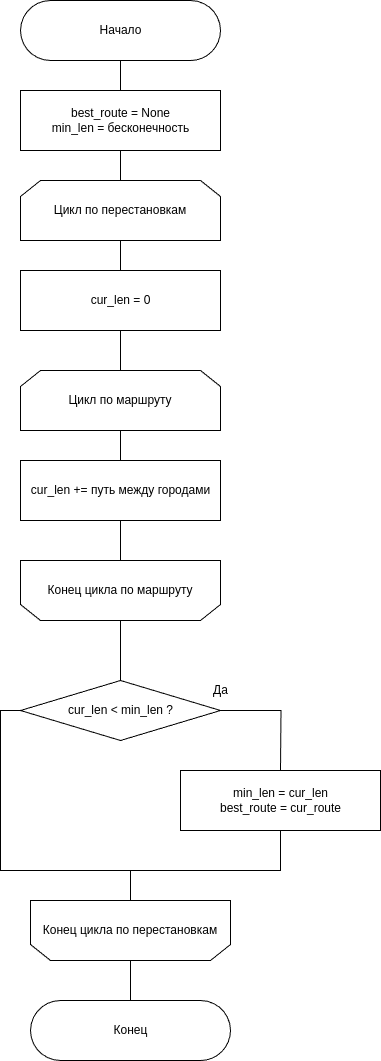 Начало
best_route = None
min_len = бесконечность
Цикл по перестановкам
cur_len = 0
Цикл по маршруту
cur_len += путь между городами
Конец цикла по маршруту
Да
cur_len < min_len ?
min_len = cur_len
best_route = cur_route
Конец цикла по перестановкам
Конец